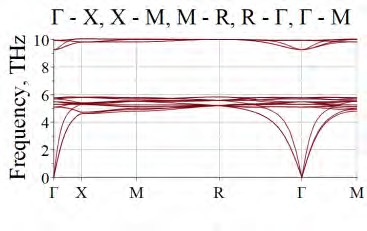 Γ - X, X - M, M - R, R - Γ, Γ - M
Frequency, THz
10
8
6
4
2
0
Γ X M R Γ M